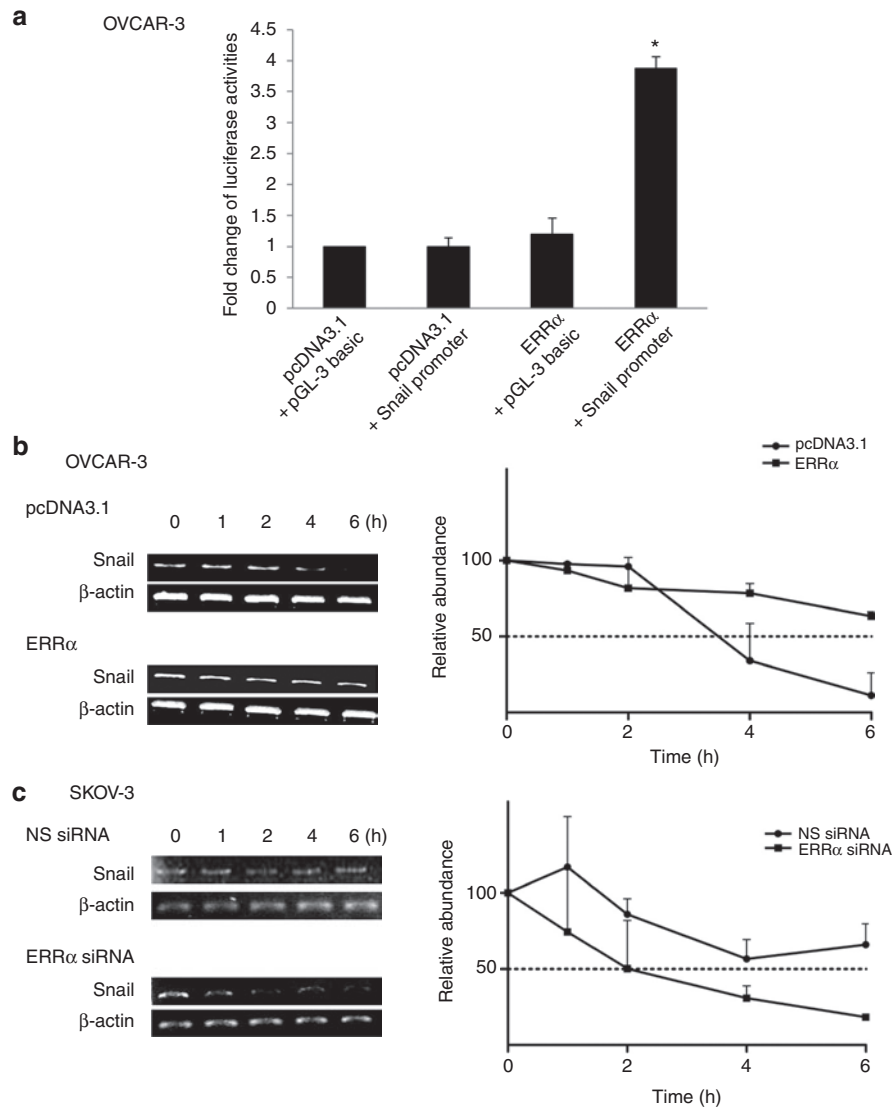 a
OVCAR-3
Fold change of luciferase activities
4.5
4
3.5
3
2.5
2
1.5
1
0.5
0
*
pcDNA3.1
+ pGL-3 basic
pcDNA3.1
+ Snail promoter
ERRα
+ pGL-3 basic
ERRα
+ Snail promoter
b
OVCAR-3
pcDNA3.1
0 1 2 4 6 (h)
Snail
β-actin
ERRα
Snail
β-actin
pcDNA3.1
ERRα
Relative abundance
100
50
0 2 4 6
Time (h)
c
SKOV-3
NS siRNA
0 1 2 4 6 (h)
Snail
β-actin
ERRα siRNA
Snail
β-actin
NS siRNA
ERRα siRNA
Relative abundance
100
50
0 2 4 6
Time (h)